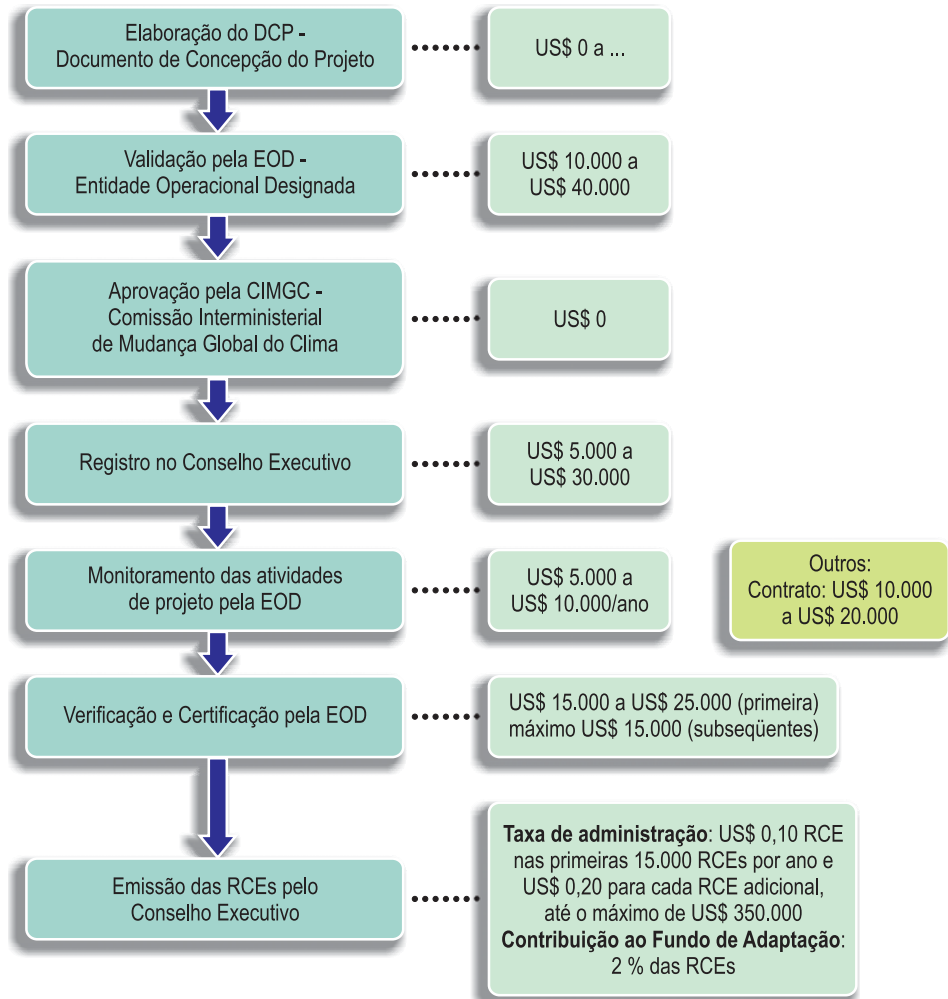 Elaboração do DCP -
Documento de Concepção do Projeto
US$ 0 a ...
Validação pela EOD -
Entidade Operacional Designada
US$ 10.000 a
US$ 40.000
Aprovação pela CIMGC -
Comissão Interministerial
de Mudança Global do Clima
US$ 0
Registro no Conselho Executivo
US$ 5.000 a
US$ 30.000
Monitoramento das atividades
de projeto pela EOD
US$ 5.000 a
US$ 10.000/ano
Outros:
Contrato: US$ 10.000
a US$ 20.000
Verificação e Certificação pela EOD
US$ 15.000 a US$ 25.000 (primeira)
máximo US$ 15.000 (subseqüentes)
Emissão das RCEs pelo
Conselho Executivo
Taxa de administração: US$ 0,10 RCE
nas primeiras 15.000 RCEs por ano e
US$ 0,20 para cada RCE adicional,
até o máximo de US$ 350.000
Contribuição ao Fundo de Adaptação:
2 % das RCEs